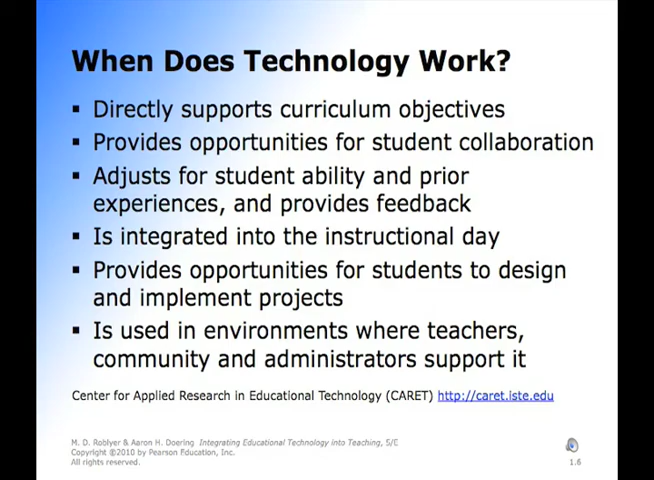 When Does Technology Work?
▪ Directly supports curriculum objectives
▪ Provides opportunities for student collaboration
▪ Adjusts for student ability and prior
experiences, and provides feedback
▪ Is integrated into the instructional day
▪ Provides opportunities for students to design
and implement projects
▪ Is used in environments where teachers,
community and administrators support it
Center for Applied Research in Educational Technology (CARET) http://caret.iste.edu
M. D. Roblyer & Aaron H. Doering Integrating Educational Technology into Teaching, 5/E
Copyright ©2010 by Pearson Education, Inc.
All rights reserved.
1.6